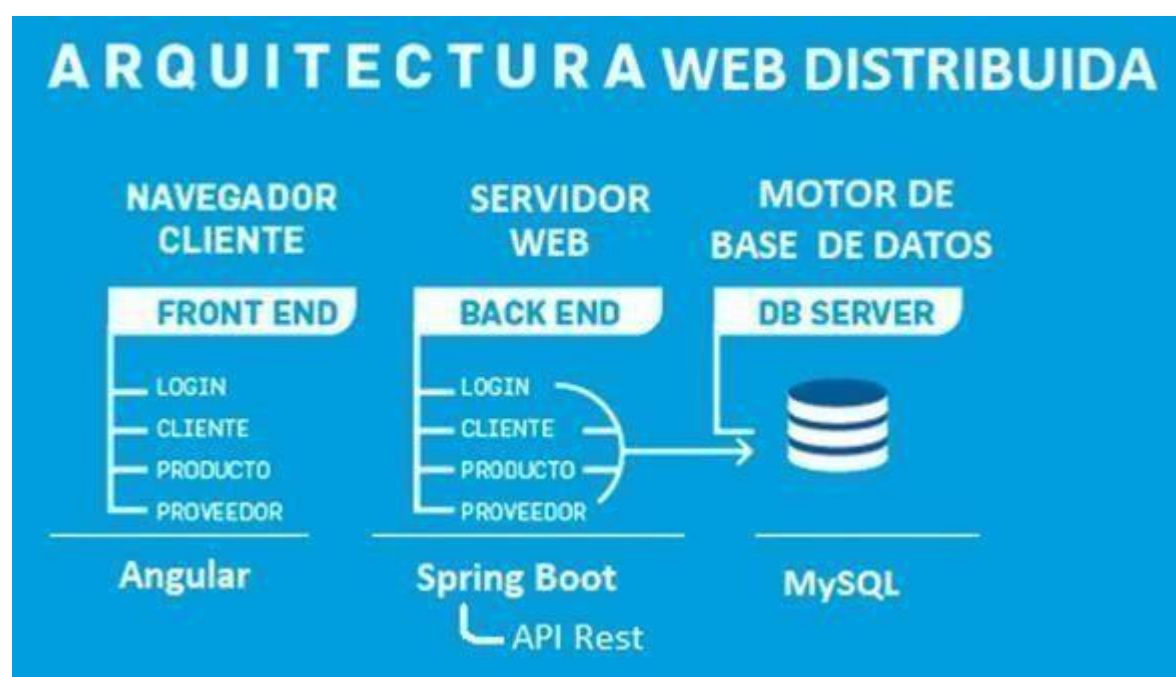 ARQUITECTURA WEB DISTRIBUIDA
NAVEGADOR
CLIENTE
FRONT END
LOGIN
CLIENTE
PRODUCTO
PROVEEDOR
Angular
SERVIDOR
WEB
BACK END
LOGIN
CLIENTE
PRODUCTO
PROVEEDOR
Spring Boot
API Rest
MOTOR DE
BASE DE DATOS
DB SERVER
MySQL